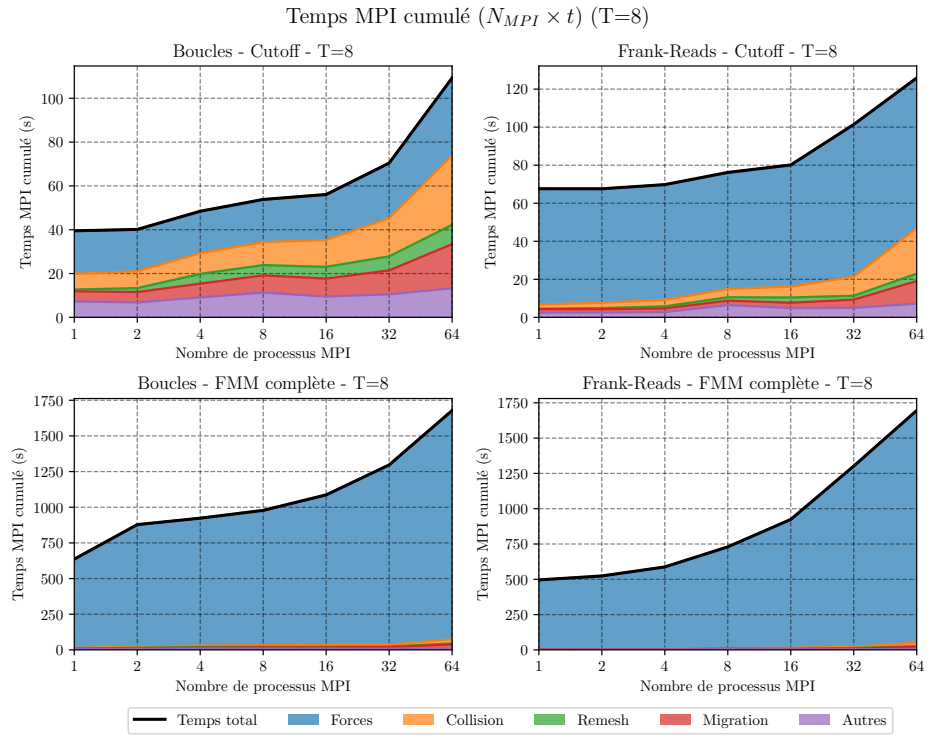 Temps MPI cumulé (N_{MPI} × t) (T=8)
Boucles - Cutoff - T=8
Temps MPI cumulé (s)
100
80
60
40
20
0
1 2 4 8 16 32 64
Nombre de processus MPI
Frank-Reads - Cutoff - T=8
Temps MPI cumulé (s)
120
100
80
60
40
20
0
1 2 4 8 16 32 64
Nombre de processus MPI
Boucles - FMM complète - T=8
Temps MPI cumulé (s)
1750
1500
1250
1000
750
500
250
0
1 2 4 8 16 32 64
Nombre de processus MPI
Frank-Reads - FMM complète - T=8
Temps MPI cumulé (s)
1750
1500
1250
1000
750
500
250
0
1 2 4 8 16 32 64
Nombre de processus MPI
Temps total Forces Collision Remesh Migration Autres